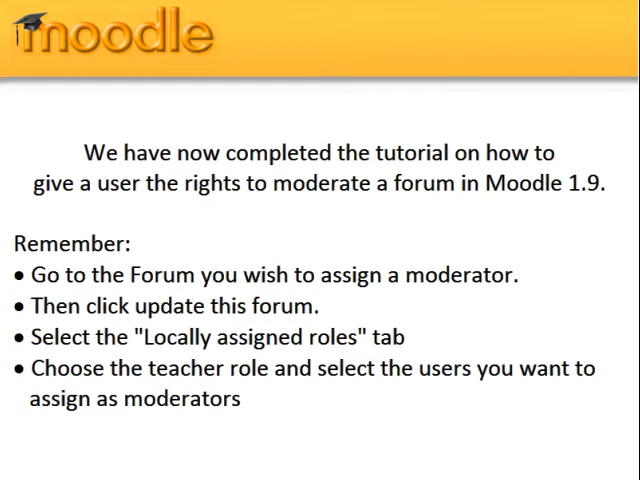 moodle
We have now completed the tutorial on how to
give a user the rights to moderate a forum in Moodle 1.9.
Remember:
• Go to the Forum you wish to assign a moderator.
• Then click update this forum.
• Select the "Locally assigned roles" tab
• Choose the teacher role and select the users you want to
assign as moderators